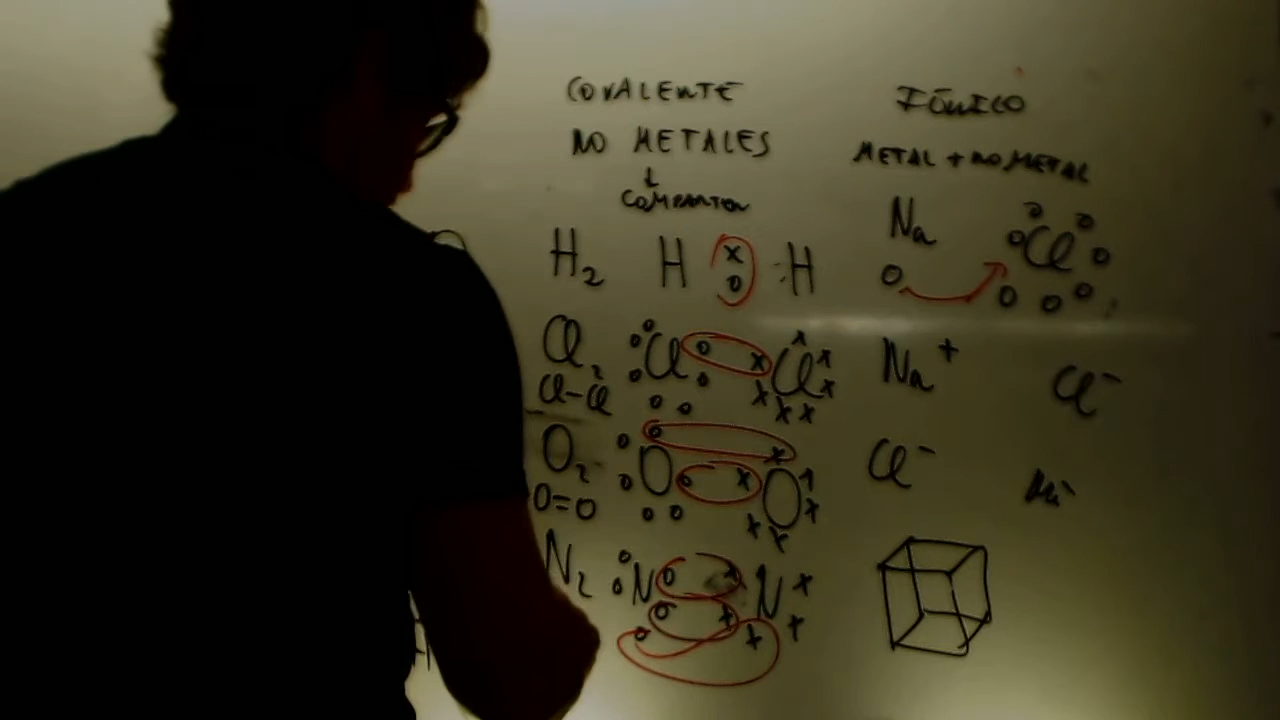 COVALENTE
NO METALES
↓
COMPARTEN
H₂ H x o H
Cl₂ Cl Cl
Cl-Cl
O₂ O O
O=O
N₂ N N
IÓNICO
METAL + NO METAL
Na Cl
Na⁺ Cl⁻
Cl⁻